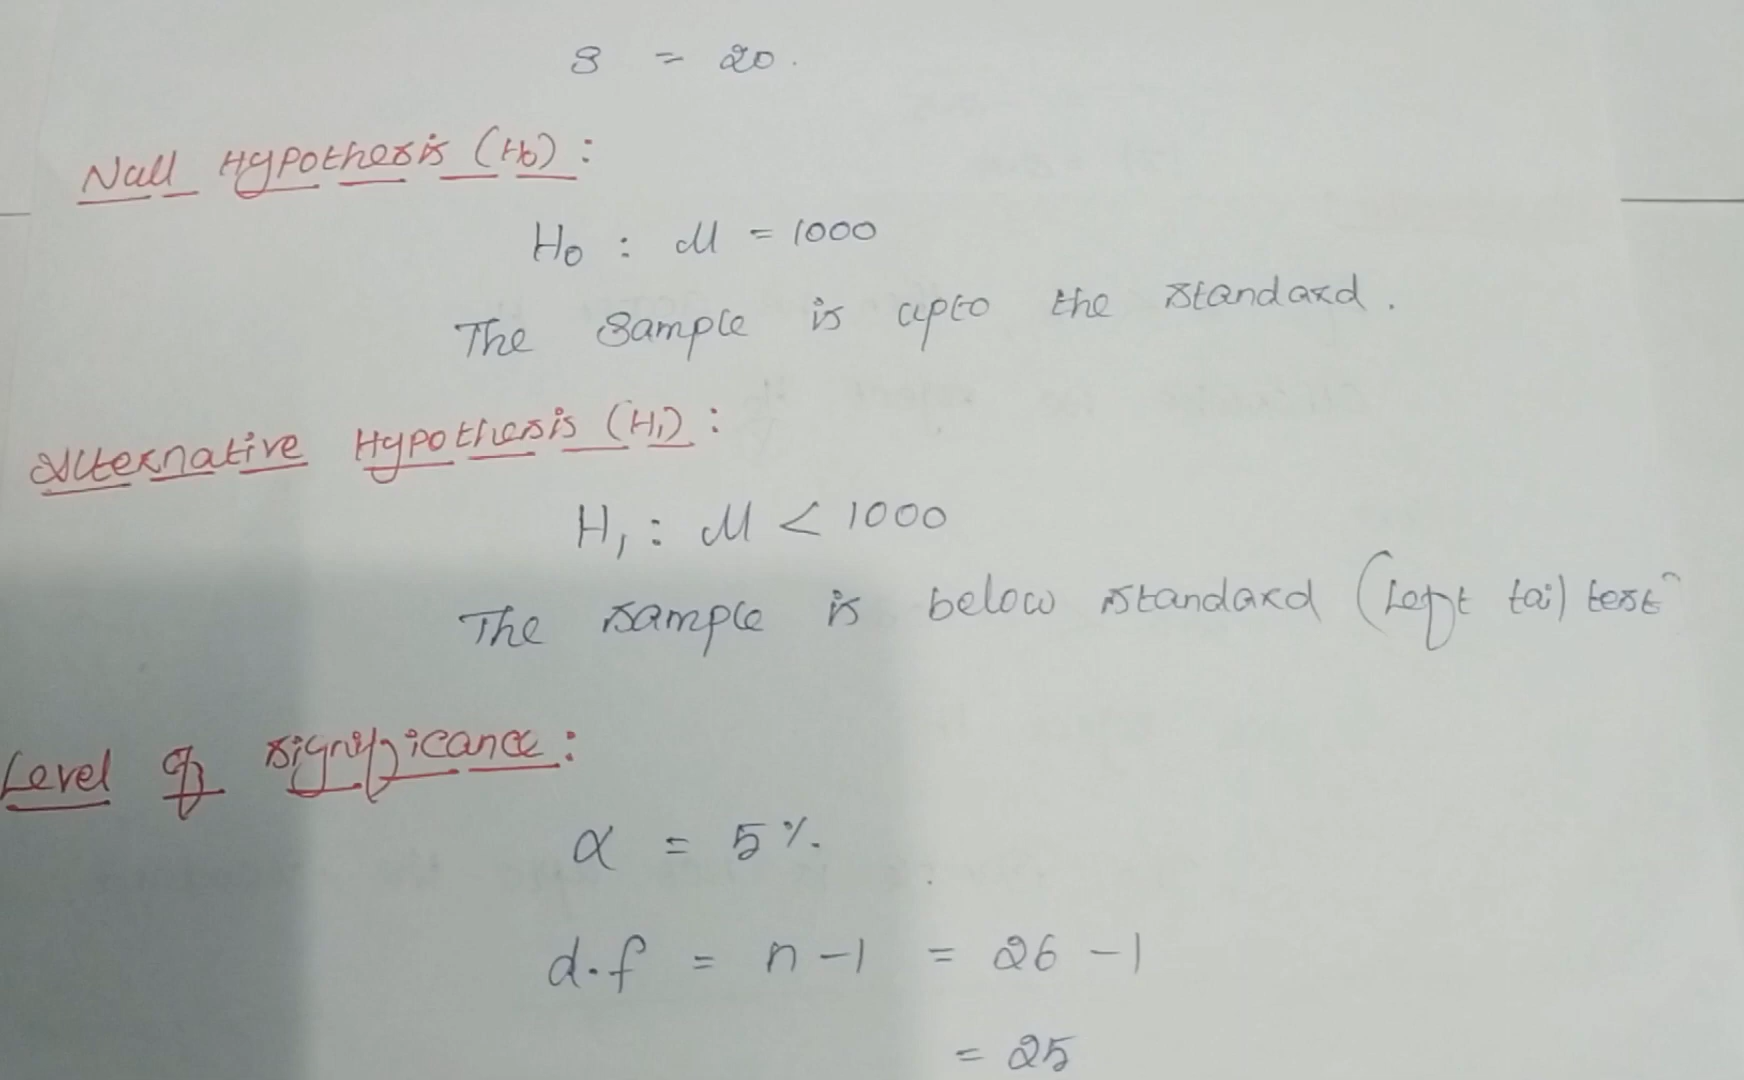 S = 20.
Null Hypothesis (H0) :
H0 : μ = 1000
The Sample is upto the standard.
Alternative Hypothesis (H1) :
H1 : μ < 1000
The sample is below standard (Left tail test)
Level of significance :
α = 5%.
d.f = n-1 = 26-1
= 25